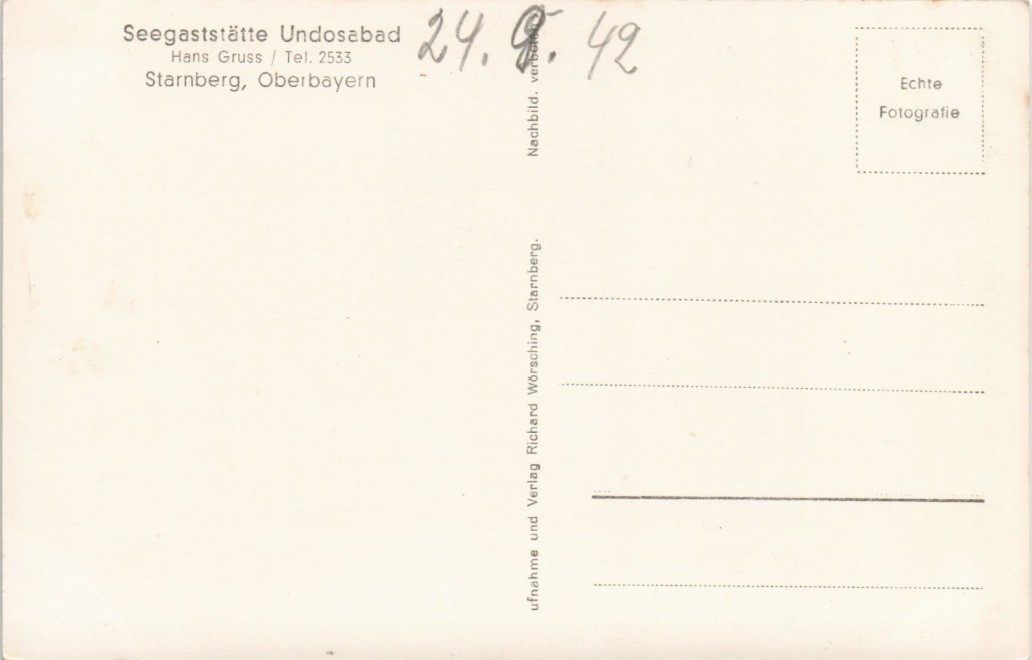 Seegaststätte Undosabad
Hans Gruss / Tel. 2533
Starnberg, Oberbayern
24. 9. 42
Echte
Fotografie
Nachbild. verboten
ufnahme und Verlag Richard Wörsching, Starnberg.